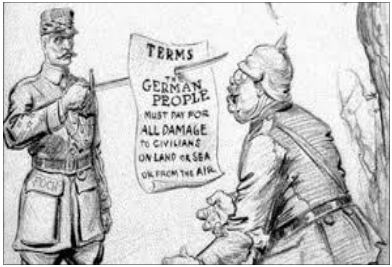 TERMS
THE
GERMAN
PEOPLE
MUST PAY FOR
ALL DAMAGE
TO CIVILIANS
ON LAND OR SEA
OR FROM THE AIR
FOCH